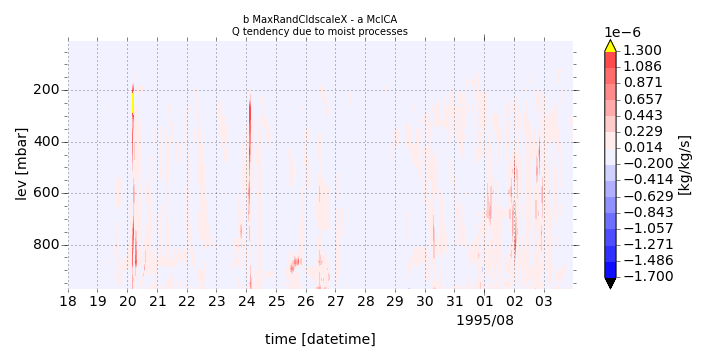 b MaxRandCldscaleX - a McICA
Q tendency due to moist processes
1e−6
1.300
1.086
0.871
0.657
0.443
0.229
0.014
−0.200
−0.414
−0.629
−0.843
−1.057
−1.271
−1.486
−1.700
[kg/kg/s]
200
400
600
800
lev [mbar]
18 19 20 21 22 23 24 25 26 27 28 29 30 31 01 02 03
1995/08
time [datetime]